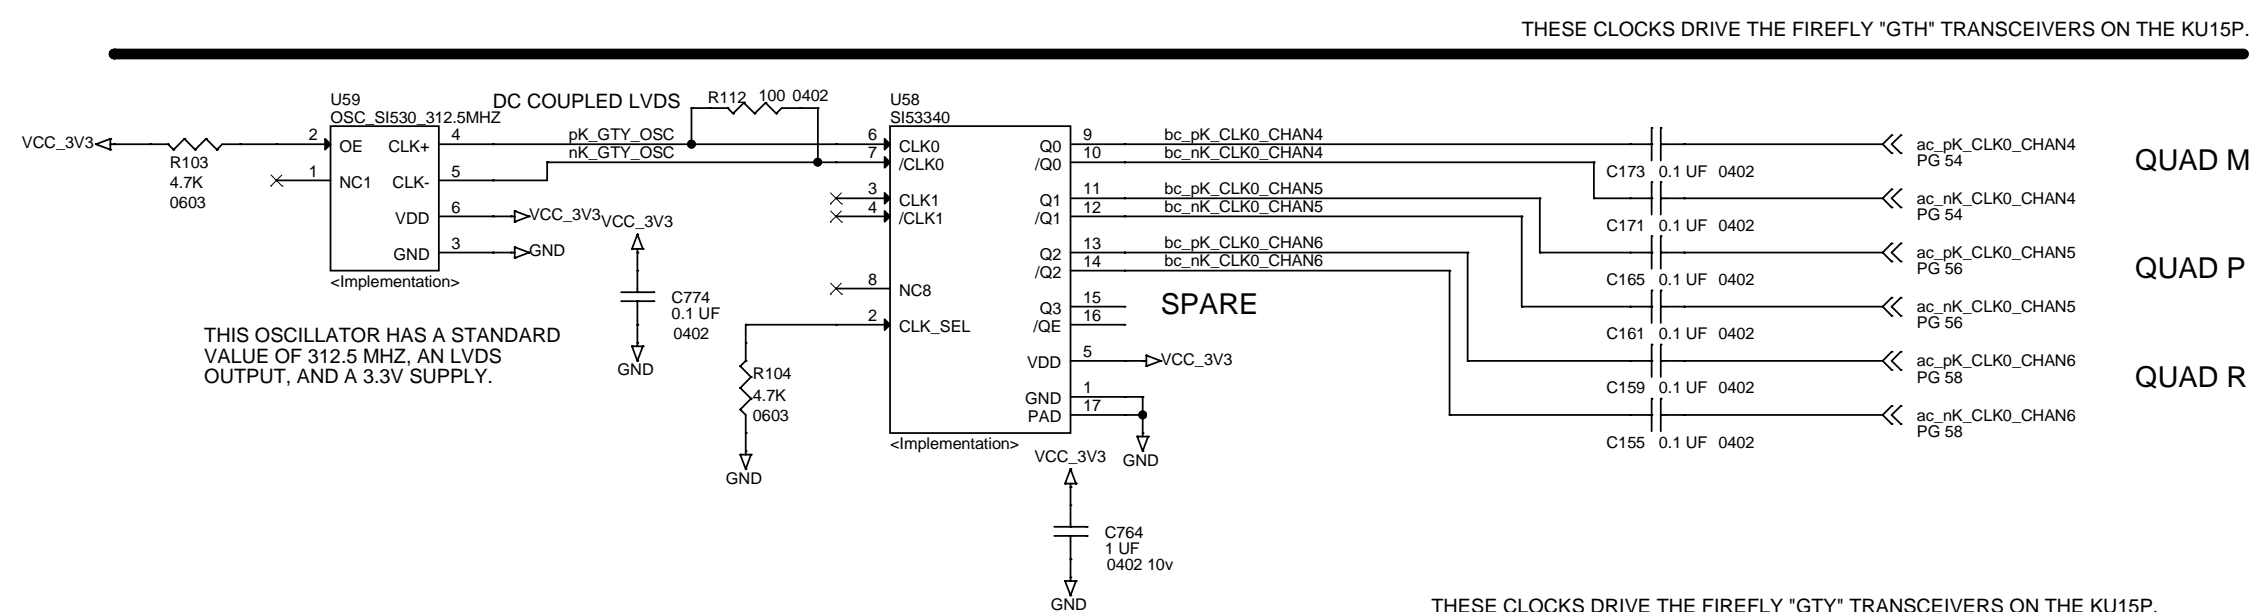 THESE CLOCKS DRIVE THE FIREFLY "GTH" TRANSCEIVERS ON THE KU15P.
U59
OSC_SI530_312.5MHZ
DC COUPLED LVDS
R112 100 0402
U58
SI53340
VCC_3V3
R103
4.7K
0603
2 OE
1 NC1
CLK+ 4
CLK- 5
VDD 6
GND 3
<Implementation>
pK_GTY_OSC
nK_GTY_OSC
VCC_3V3
GND
VCC_3V3
C774
0.1 UF
0402
GND
THIS OSCILLATOR HAS A STANDARD
VALUE OF 312.5 MHZ, AN LVDS
OUTPUT, AND A 3.3V SUPPLY.
R104
4.7K
0603
GND
6 CLK0
7 /CLK0
3 CLK1
4 /CLK1
8 NC8
2 CLK_SEL
Q0 9
/Q0 10
Q1 11
/Q1 12
Q2 13
/Q2 14
Q3 15
/QE 16
VDD 5
GND 1
PAD 17
<Implementation>
bc_pK_CLK0_CHAN4
bc_nK_CLK0_CHAN4
bc_pK_CLK0_CHAN5
bc_nK_CLK0_CHAN5
bc_pK_CLK0_CHAN6
bc_nK_CLK0_CHAN6
SPARE
VCC_3V3
GND
VCC_3V3
C764
1 UF
0402 10v
GND
C173 0.1 UF 0402
C171 0.1 UF 0402
C165 0.1 UF 0402
C161 0.1 UF 0402
C159 0.1 UF 0402
C155 0.1 UF 0402
ac_pK_CLK0_CHAN4
PG 54
ac_nK_CLK0_CHAN4
PG 54
ac_pK_CLK0_CHAN5
PG 56
ac_nK_CLK0_CHAN5
PG 56
ac_pK_CLK0_CHAN6
PG 58
ac_nK_CLK0_CHAN6
PG 58
QUAD M
QUAD P
QUAD R
THESE CLOCKS DRIVE THE FIREFLY "GTY" TRANSCEIVERS ON THE KU15P.